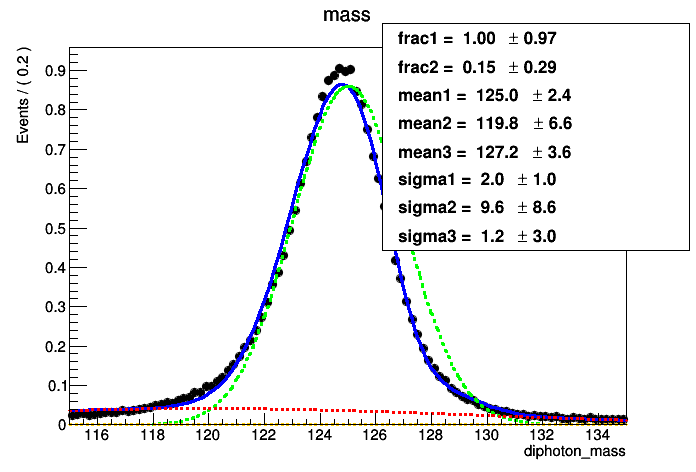 mass
frac1 = 1.00 ± 0.97
frac2 = 0.15 ± 0.29
mean1 = 125.0 ± 2.4
mean2 = 119.8 ± 6.6
mean3 = 127.2 ± 3.6
sigma1 = 2.0 ± 1.0
sigma2 = 9.6 ± 8.6
sigma3 = 1.2 ± 3.0
Events / ( 0.2 )
0.9
0.8
0.7
0.6
0.5
0.4
0.3
0.2
0.1
0
116 118 120 122 124 126 128 130 132 134
diphoton_mass